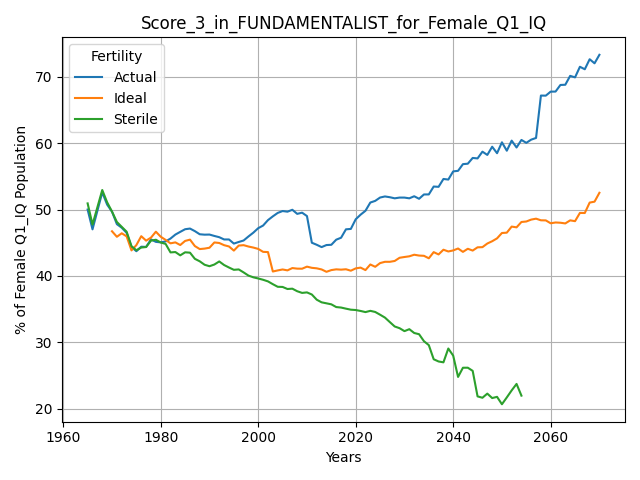 Score_3_in_FUNDAMENTALIST_for_Female_Q1_IQ
Fertility
Actual
Ideal
Sterile
% of Female Q1_IQ Population
70
60
50
40
30
20
1960
1980
2000
2020
2040
2060
Years